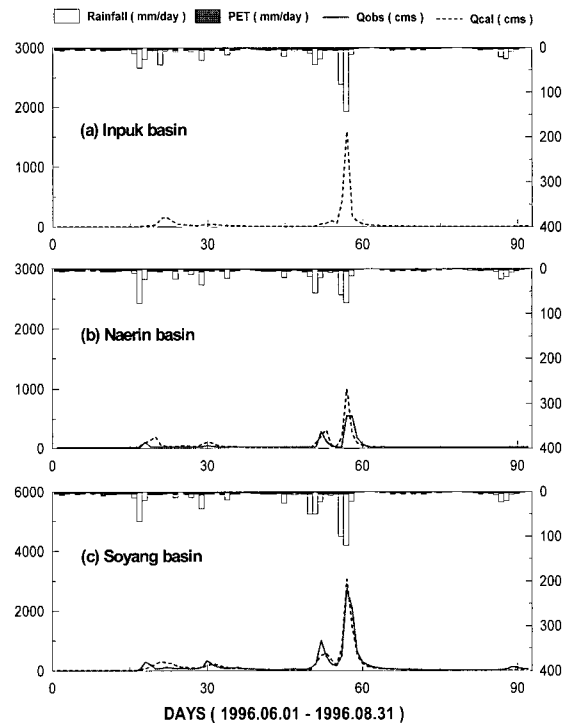 Rainfall ( mm/day ) PET ( mm/day ) Qobs ( cms ) Qcal ( cms )
3000 0
2000 100
(a) Inpuk basin
200
1000 300
0 400
0 30 60 90
3000 0
100
2000
(b) Naerin basin
200
1000 300
0 400
0 30 60 90
6000 0
4000 100
(c) Soyang basin
200
2000 300
0 400
0 30 60 90
DAYS ( 1996.06.01 - 1996.08.31 )